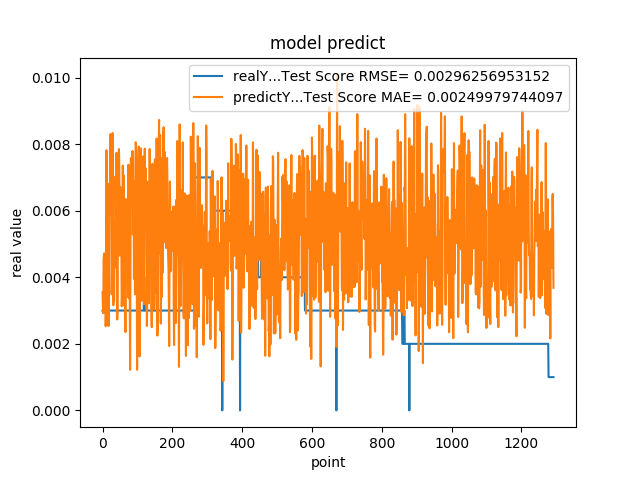 model predict
realY...Test Score RMSE= 0.00296256953152
predictY...Test Score MAE= 0.00249979744097
0.010
0.008
0.006
0.004
0.002
0.000
real value
0 200 400 600 800 1000 1200
point